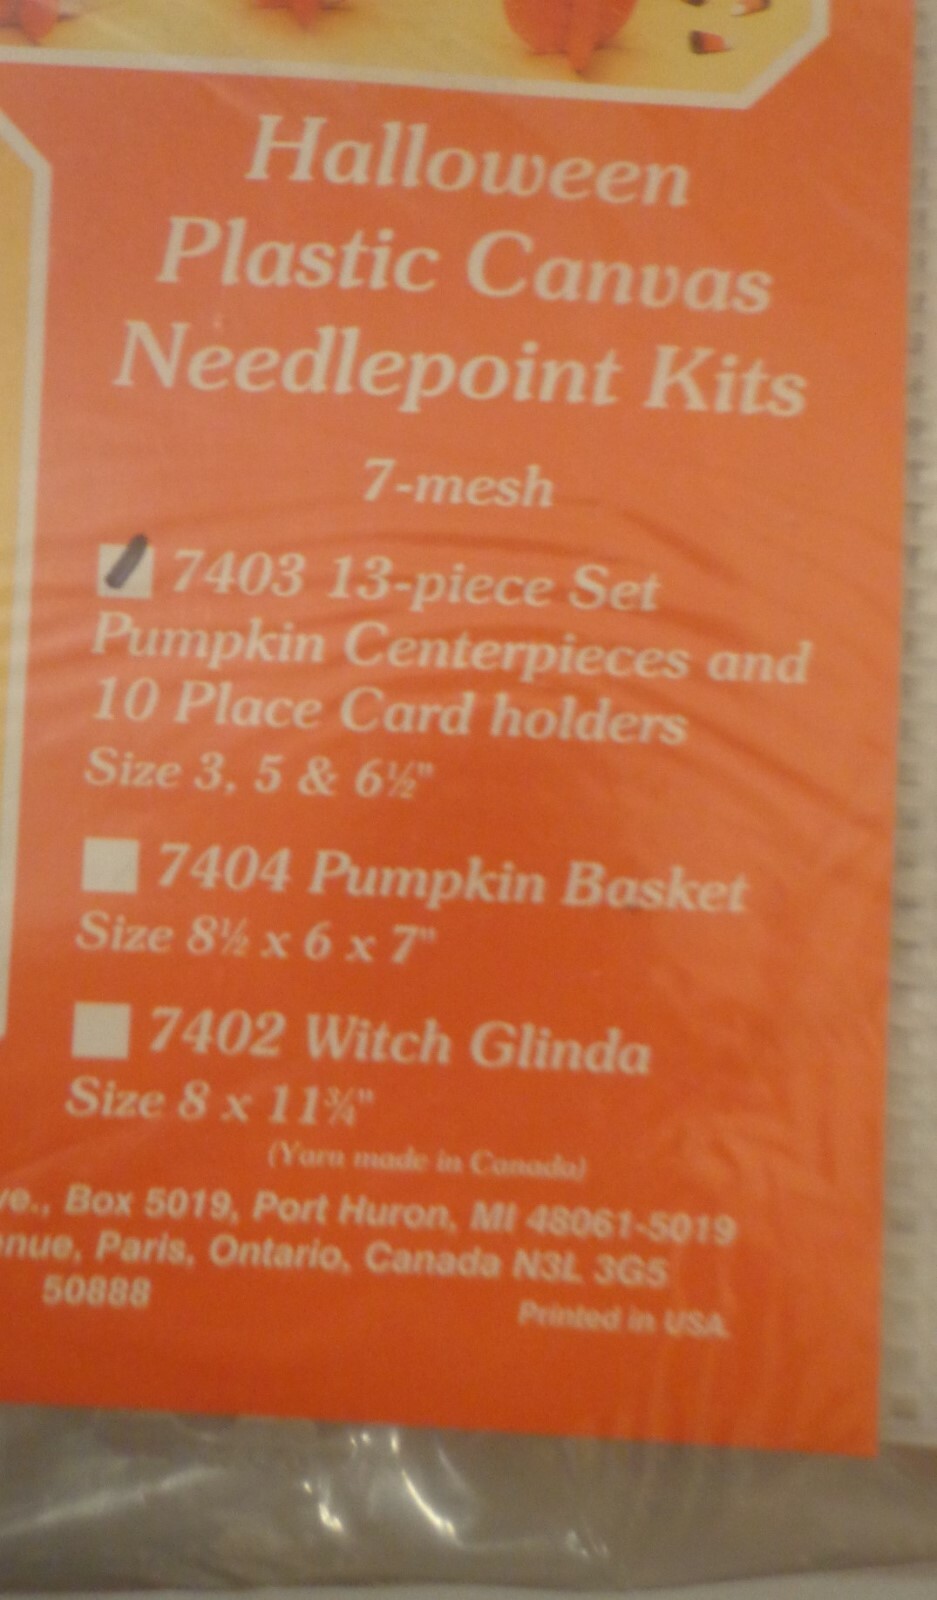 Halloween
Plastic Canvas
Needlepoint Kits
7-mesh
7403 13-piece Set
Pumpkin Centerpieces and
10 Place Card holders
Size 3, 5 & 6½"
7404 Pumpkin Basket
Size 8½ x 6 x 7"
7402 Witch Glinda
Size 8 x 11¾"
(Yarn made in Canada)
ve., Box 5019, Port Huron, MI 48061-5019
nue, Paris, Ontario, Canada N3L 3G5
50888
Printed in USA.